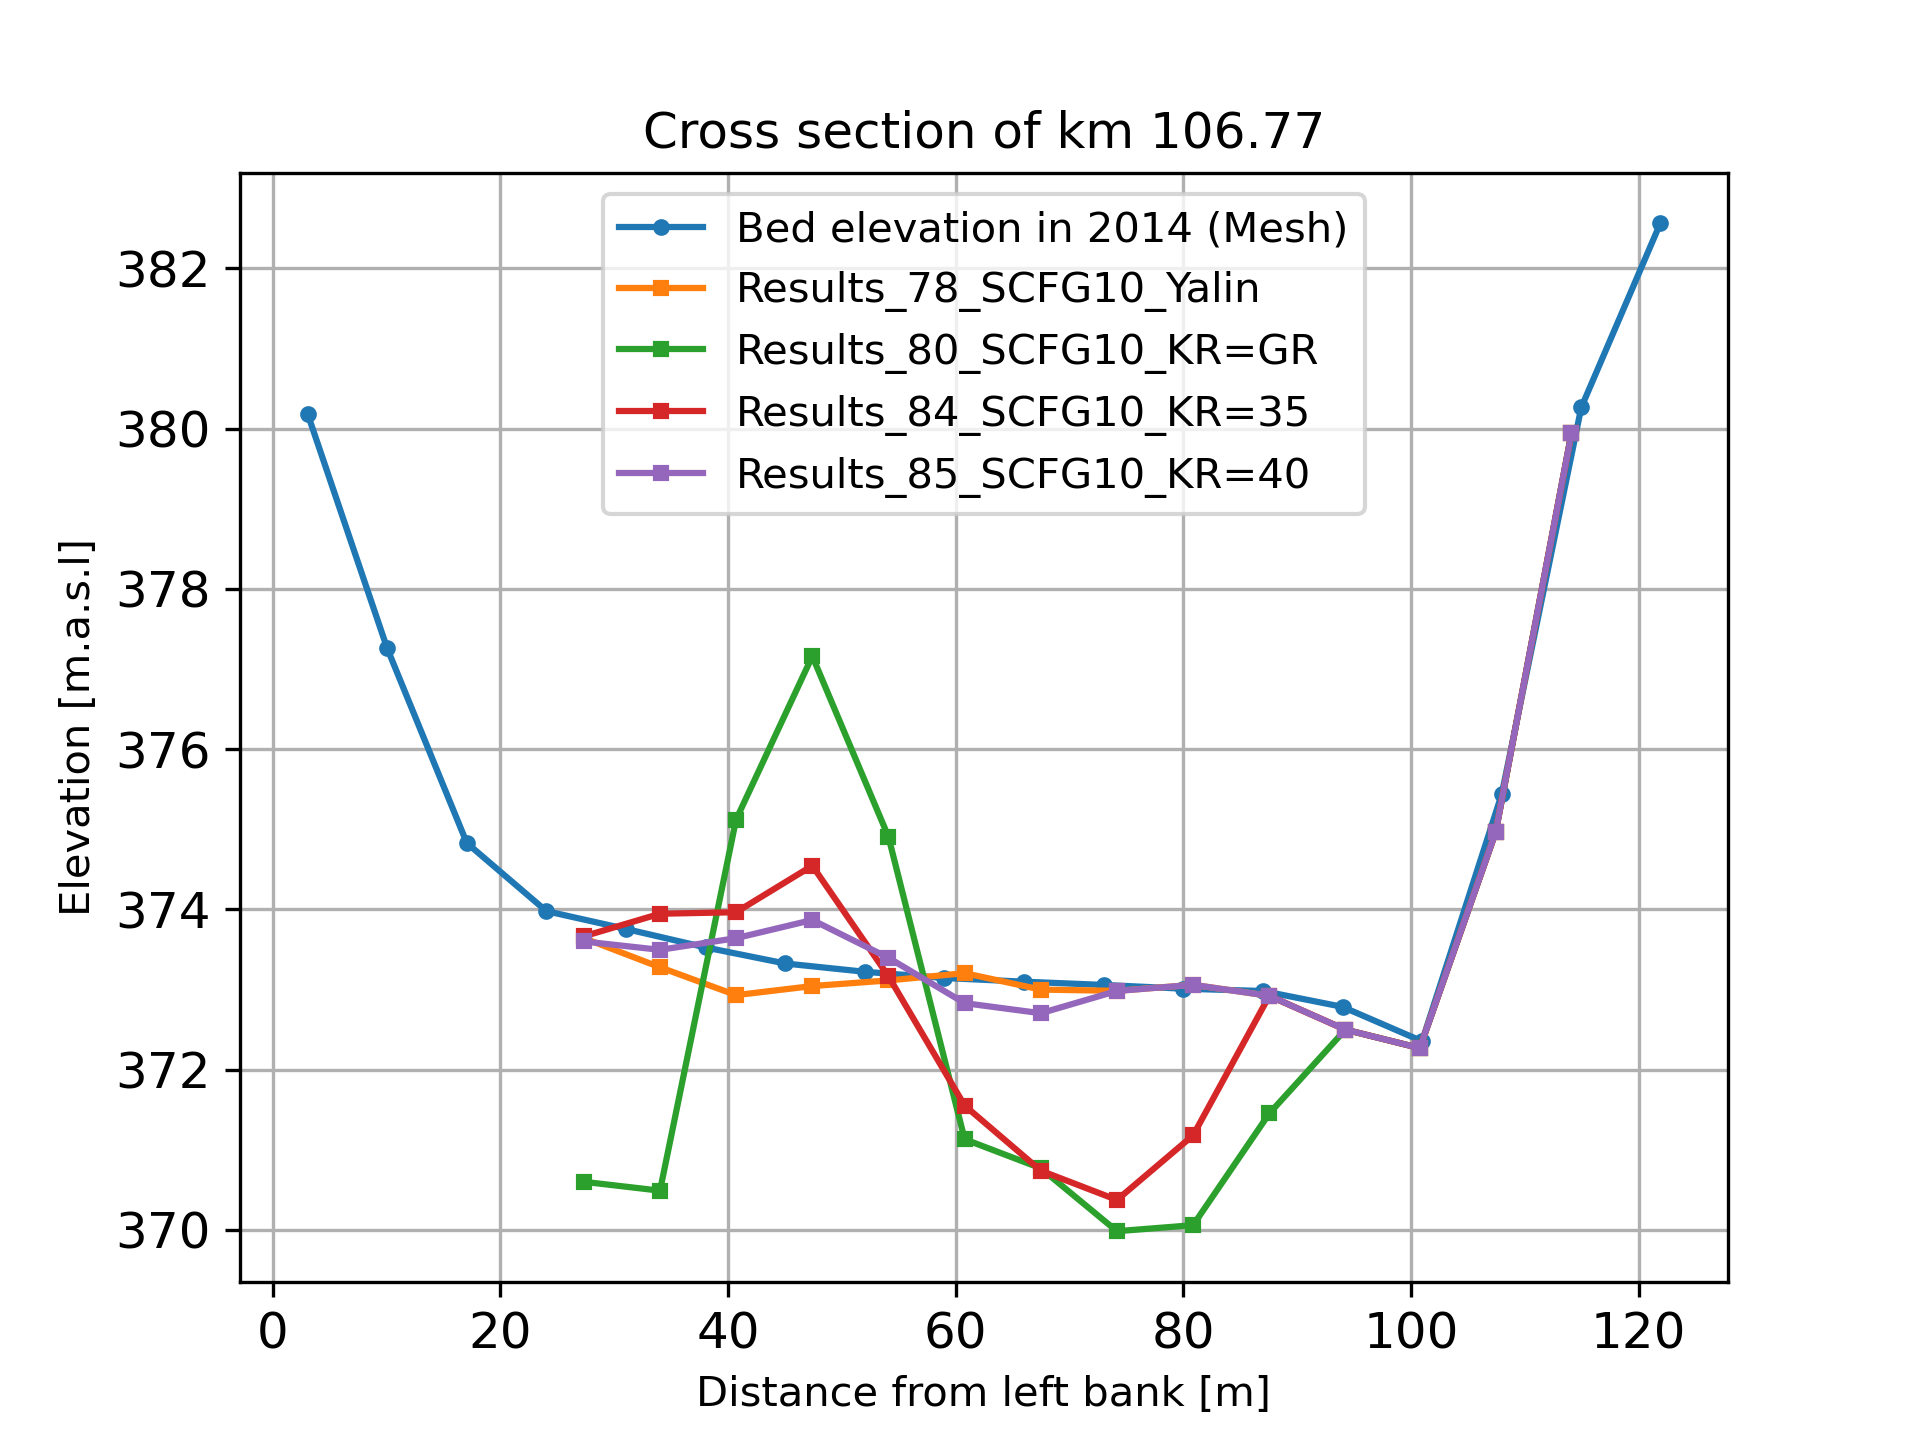 Cross section of km 106.77
Bed elevation in 2014 (Mesh)
Results_78_SCFG10_Yalin
Results_80_SCFG10_KR=GR
Results_84_SCFG10_KR=35
Results_85_SCFG10_KR=40
Elevation [m.a.s.l]
382
380
378
376
374
372
370
0 20 40 60 80 100 120
Distance from left bank [m]